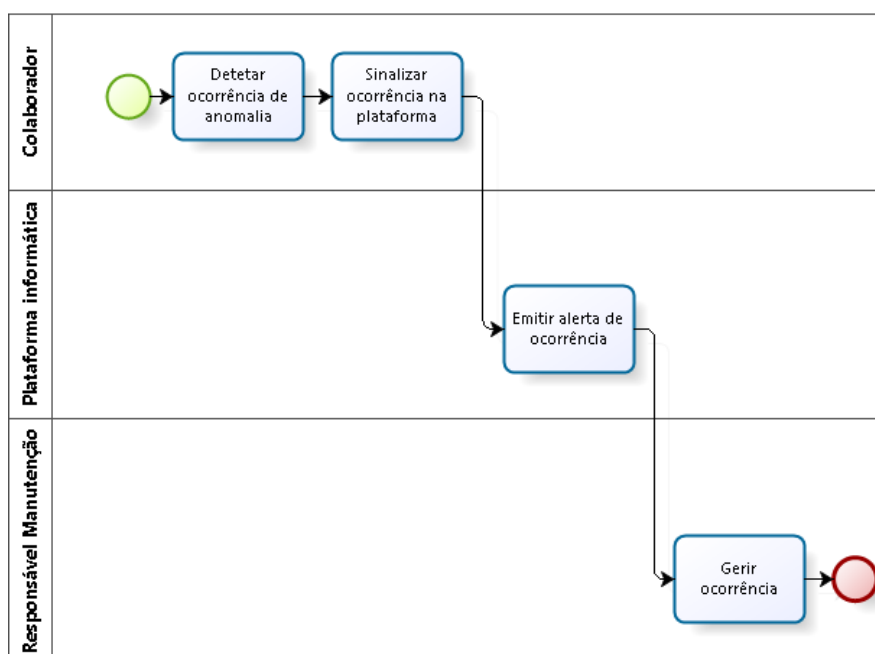 Colaborador
Detetar
ocorrência de
anomalia
Sinalizar
ocorrência na
plataforma
Plataforma informática
Emitir alerta de
ocorrência
Responsável Manutenção
Gerir
ocorrência